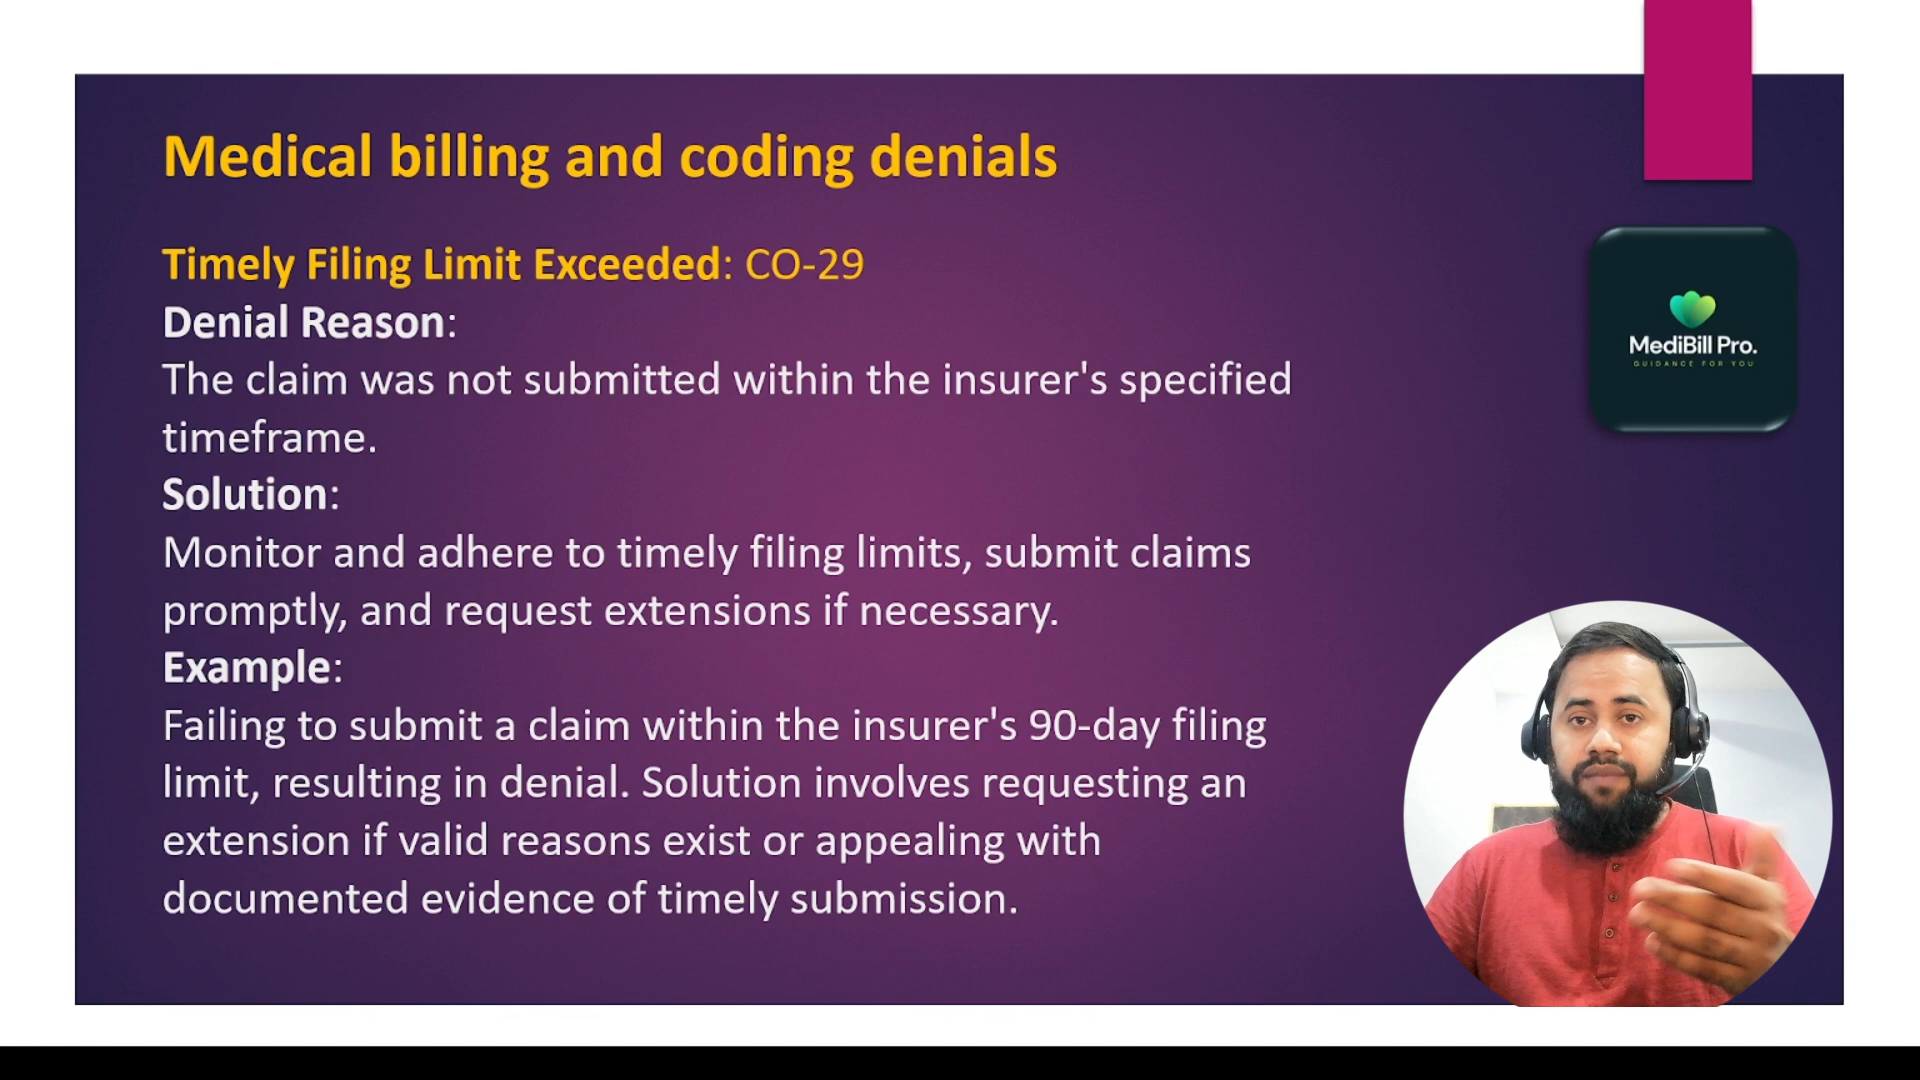 Medical billing and coding denials
Timely Filing Limit Exceeded: CO-29
Denial Reason:
The claim was not submitted within the insurer's specified
timeframe.
Solution:
Monitor and adhere to timely filing limits, submit claims
promptly, and request extensions if necessary.
Example:
Failing to submit a claim within the insurer's 90-day filing
limit, resulting in denial. Solution involves requesting an
extension if valid reasons exist or appealing with
documented evidence of timely submission.
MediBill Pro.
GUIDANCE FOR YOU